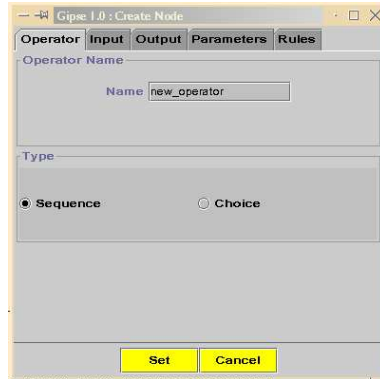 Gipse 1.0 : Create Node
Operator Input Output Parameters Rules
Operator Name
Name new_operator
Type
Sequence Choice
Set Cancel